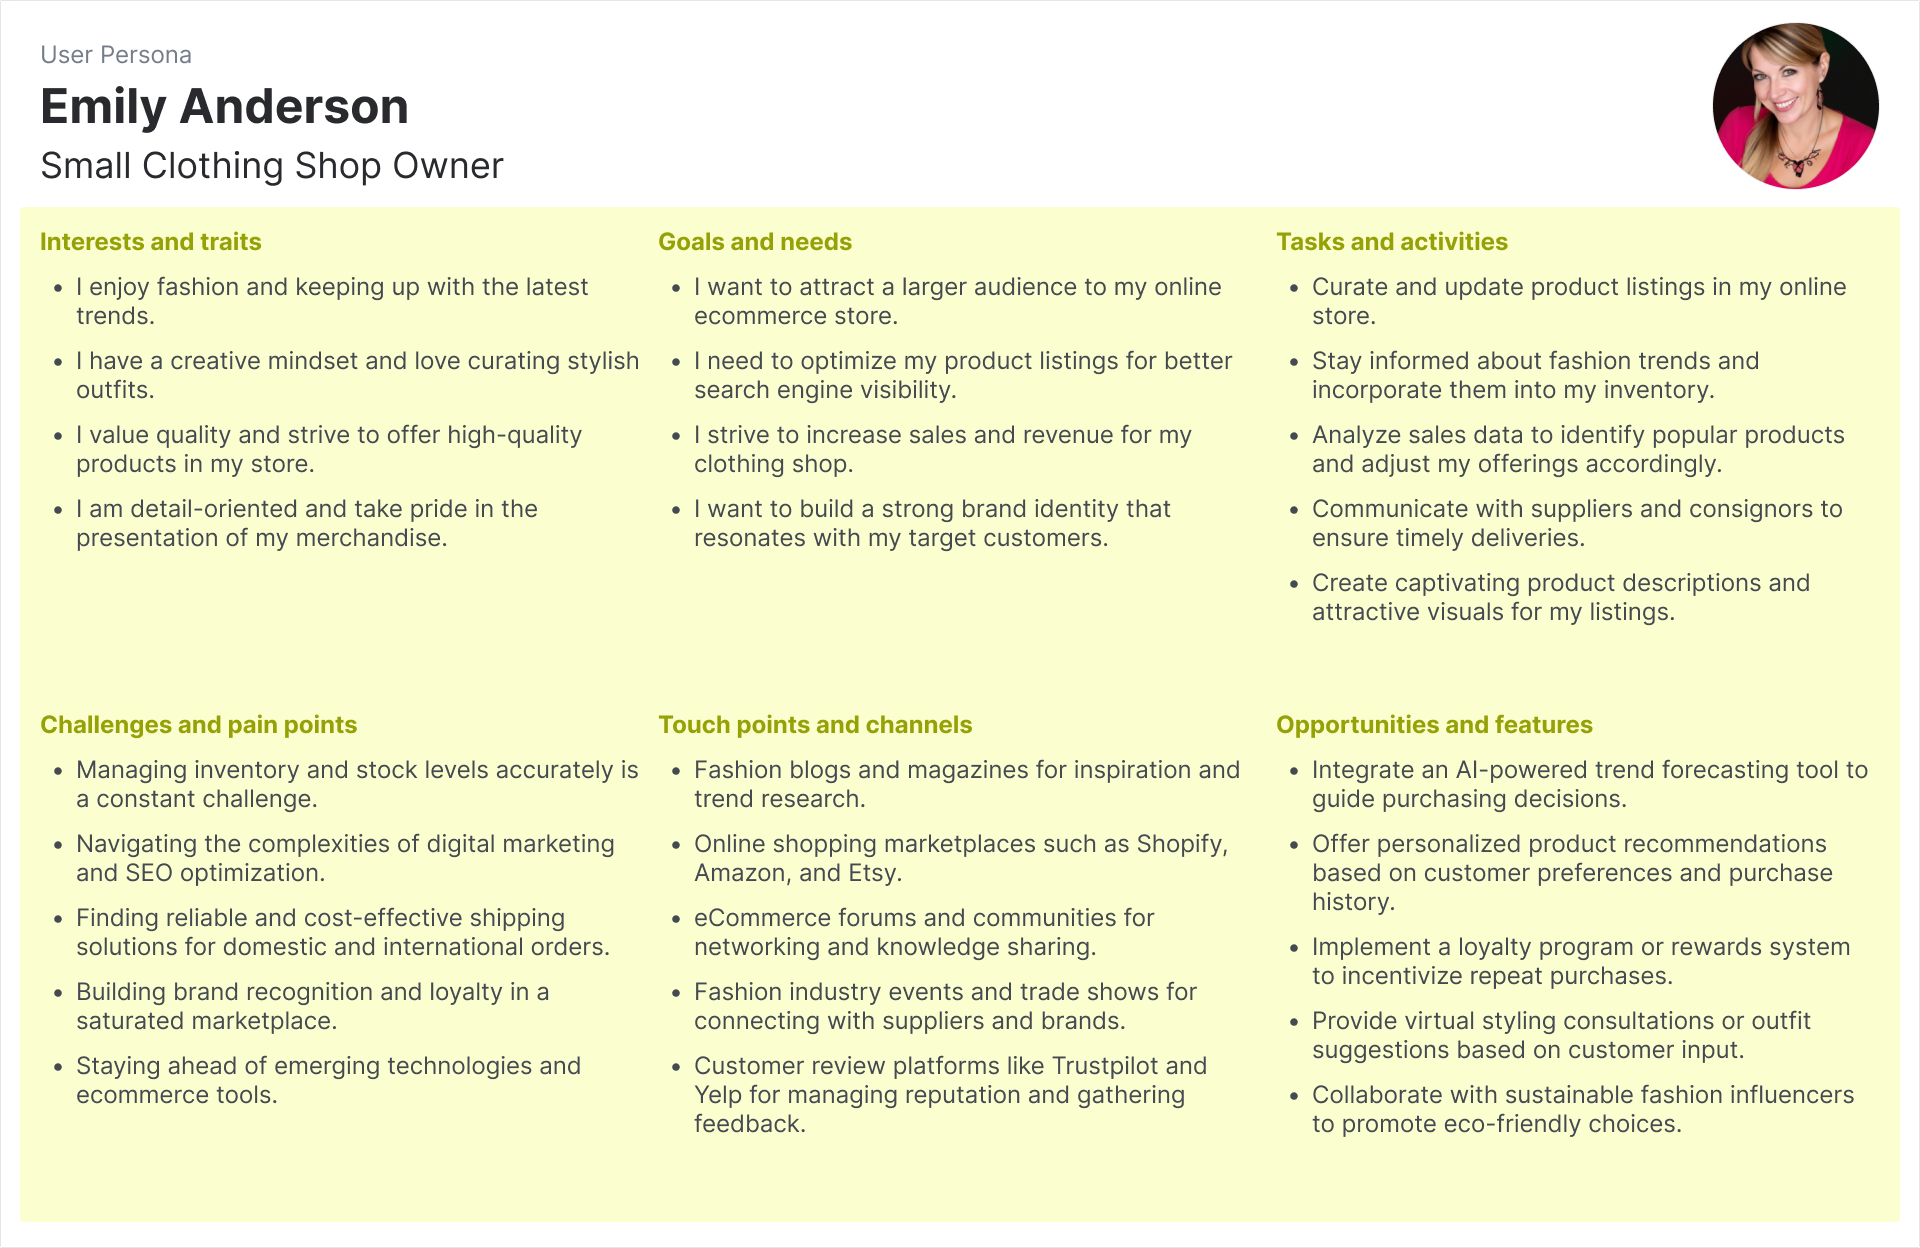 User Persona
Emily Anderson
Small Clothing Shop Owner
Interests and traits
• I enjoy fashion and keeping up with the latest
trends.
• I have a creative mindset and love curating stylish
outfits.
• I value quality and strive to offer high-quality
products in my store.
• I am detail-oriented and take pride in the
presentation of my merchandise.
Goals and needs
• I want to attract a larger audience to my online
ecommerce store.
• I need to optimize my product listings for better
search engine visibility.
• I strive to increase sales and revenue for my
clothing shop.
• I want to build a strong brand identity that
resonates with my target customers.
Tasks and activities
• Curate and update product listings in my online
store.
• Stay informed about fashion trends and
incorporate them into my inventory.
• Analyze sales data to identify popular products
and adjust my offerings accordingly.
• Communicate with suppliers and consignors to
ensure timely deliveries.
• Create captivating product descriptions and
attractive visuals for my listings.
Challenges and pain points
• Managing inventory and stock levels accurately is
a constant challenge.
• Navigating the complexities of digital marketing
and SEO optimization.
• Finding reliable and cost-effective shipping
solutions for domestic and international orders.
• Building brand recognition and loyalty in a
saturated marketplace.
• Staying ahead of emerging technologies and
ecommerce tools.
Touch points and channels
• Fashion blogs and magazines for inspiration and
trend research.
• Online shopping marketplaces such as Shopify,
Amazon, and Etsy.
• eCommerce forums and communities for
networking and knowledge sharing.
• Fashion industry events and trade shows for
connecting with suppliers and brands.
• Customer review platforms like Trustpilot and
Yelp for managing reputation and gathering
feedback.
Opportunities and features
• Integrate an AI-powered trend forecasting tool to
guide purchasing decisions.
• Offer personalized product recommendations
based on customer preferences and purchase
history.
• Implement a loyalty program or rewards system
to incentivize repeat purchases.
• Provide virtual styling consultations or outfit
suggestions based on customer input.
• Collaborate with sustainable fashion influencers
to promote eco-friendly choices.